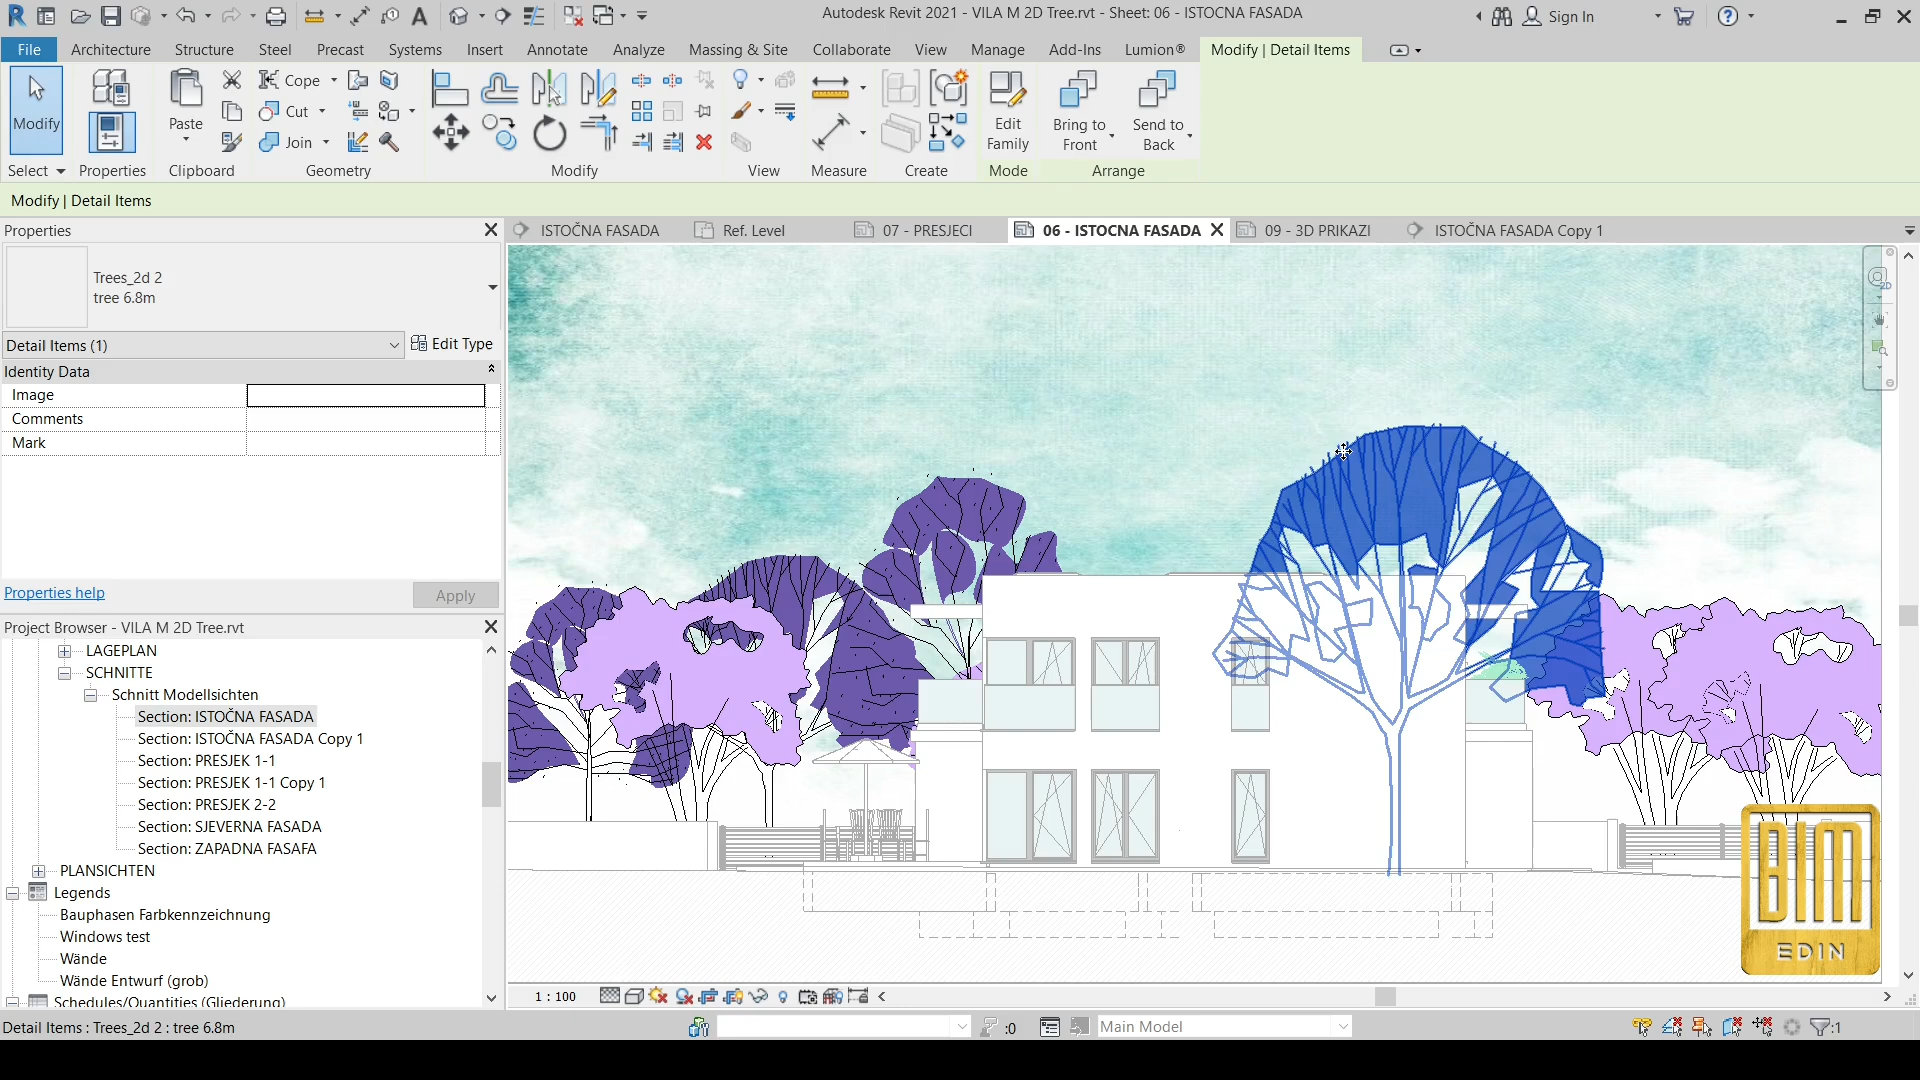 Autodesk Revit 2021 - VILA M 2D Tree.rvt - Sheet: 06 - ISTOCNA FASADA
Sign In
File Architecture Structure Steel Precast Systems Insert Annotate Analyze Massing & Site Collaborate View Manage Add-Ins Lumion® Modify | Detail Items
Modify
Paste
Cope
Cut
Join
Edit Family
Bring to Front
Send to Back
Select Properties Clipboard Geometry Modify View Measure Create Mode Arrange
Modify | Detail Items
Properties
ISTOČNA FASADA
Ref. Level
07 - PRESJECI
06 - ISTOCNA FASADA
09 - 3D PRIKAZI
ISTOČNA FASADA Copy 1
Trees_2d 2
tree 6.8m
Detail Items (1)
Edit Type
Identity Data
Image
Comments
Mark
Properties help
Apply
Project Browser - VILA M 2D Tree.rvt
LAGEPLAN
SCHNITTE
Schnitt Modellsichten
Section: ISTOČNA FASADA
Section: ISTOČNA FASADA Copy 1
Section: PRESJEK 1-1
Section: PRESJEK 1-1 Copy 1
Section: PRESJEK 2-2
Section: SJEVERNA FASADA
Section: ZAPADNA FASAFA
PLANSICHTEN
Legends
Bauphasen Farbkennzeichnung
Windows test
Wände
Wände Entwurf (grob)
Schedules/Quantities (Gliederung)
2D
BIM
EDIN
1 : 100
Detail Items : Trees_2d 2 : tree 6.8m
:0
Main Model
:1